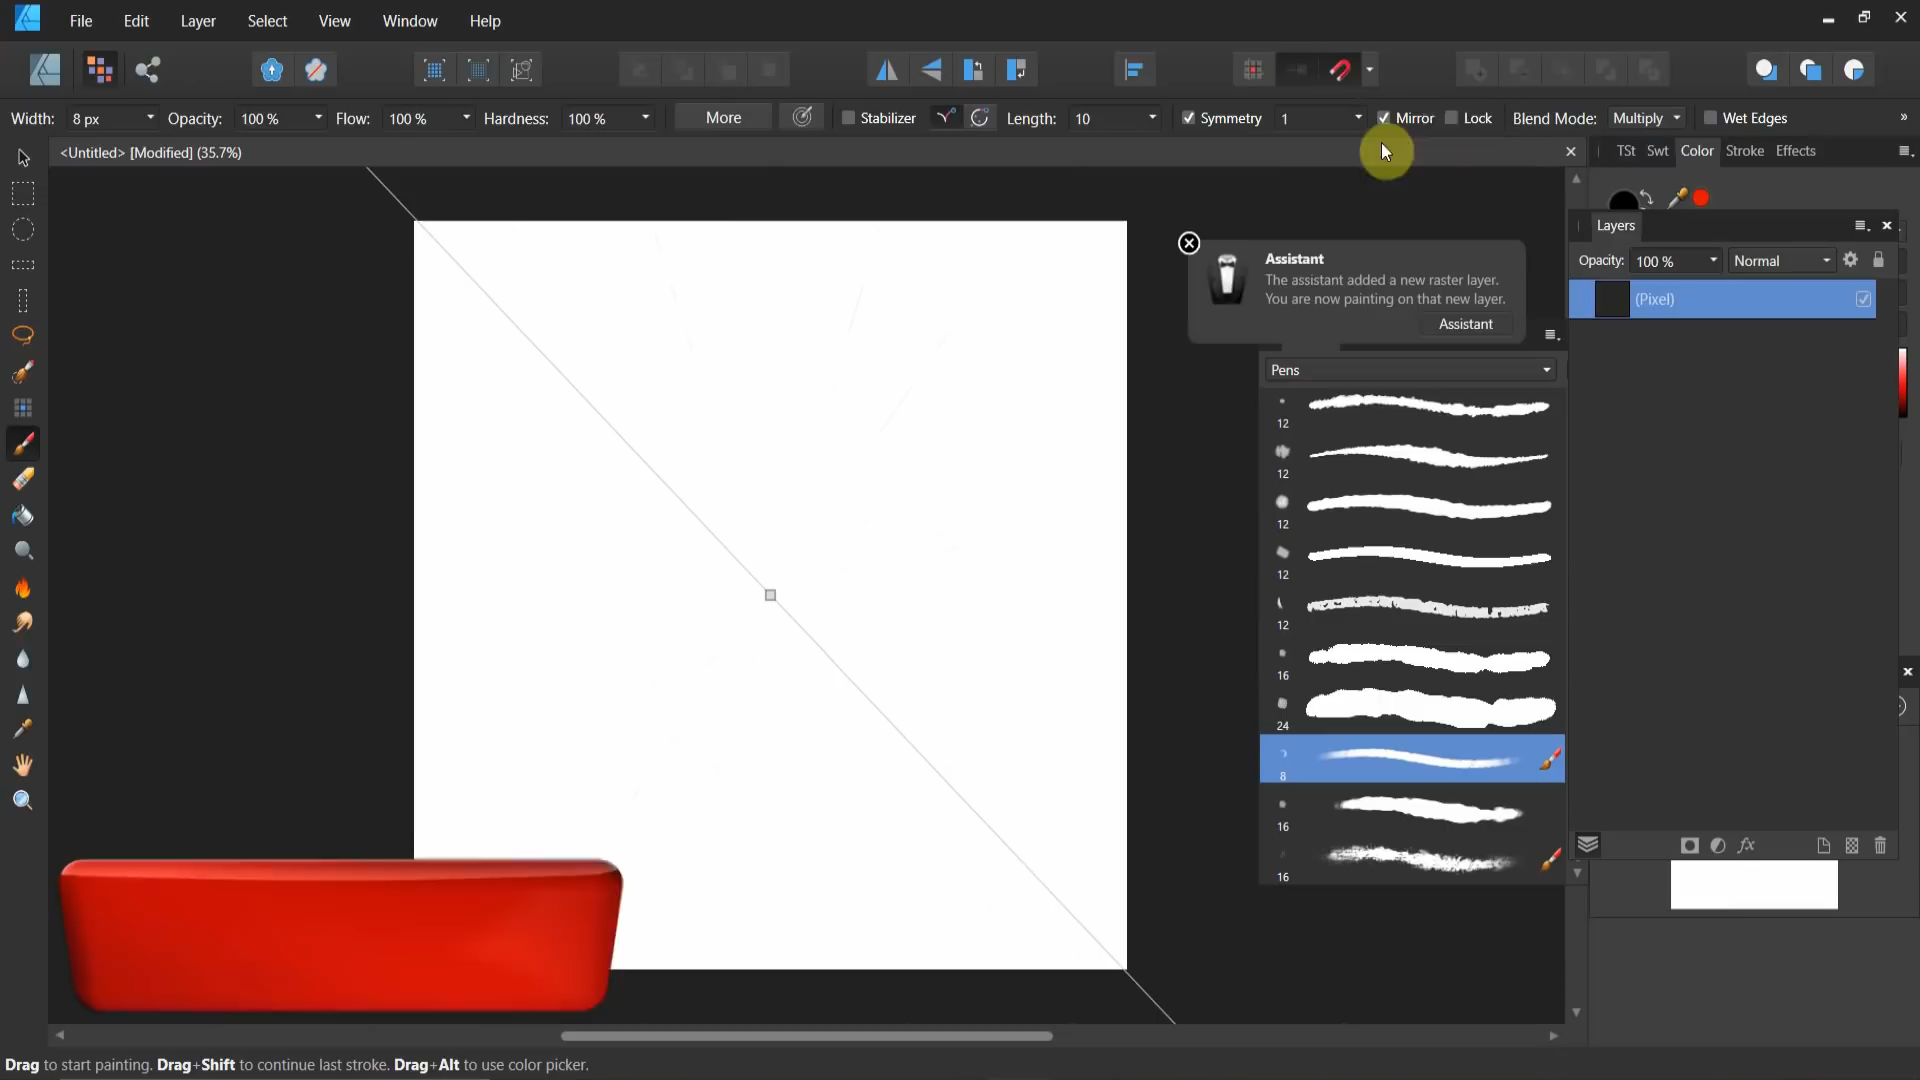 File Edit Layer Select View Window Help
Width: 8 px Opacity: 100 % Flow: 100 % Hardness: 100 % More Stabilizer Length: 10 Symmetry 1 Mirror Lock Blend Mode: Multiply Wet Edges »
<Untitled> [Modified] (35.7%)
TSt Swt Color Stroke Effects
Layers
Opacity: 100 % Normal
(Pixel)
Assistant
The assistant added a new raster layer.
You are now painting on that new layer.
Assistant
Pens
12
12
12
12
12
16
24
8
16
16
fx
Drag to start painting. Drag+Shift to continue last stroke. Drag+Alt to use color picker.